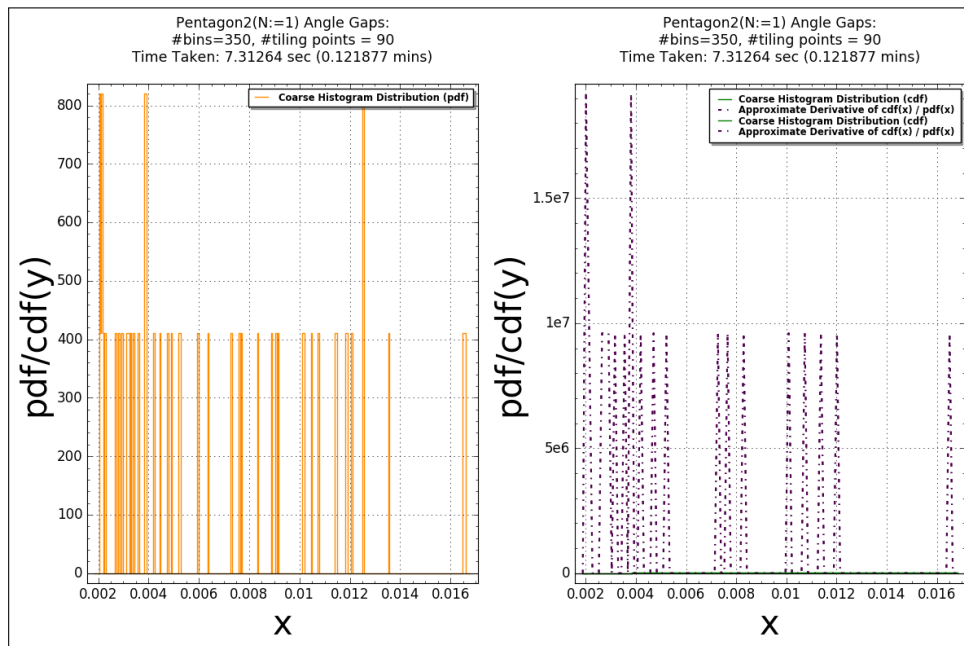 Pentagon2(N:=1) Angle Gaps:
#bins=350, #tiling points = 90
Time Taken: 7.31264 sec (0.121877 mins)
Coarse Histogram Distribution (pdf)
pdf/cdf(y)
800
700
600
500
400
300
200
100
0
0.002
0.004
0.006
0.008
0.01
0.012
0.014
0.016
x
Pentagon2(N:=1) Angle Gaps:
#bins=350, #tiling points = 90
Time Taken: 7.31264 sec (0.121877 mins)
Coarse Histogram Distribution (cdf)
Approximate Derivative of cdf(x) / pdf(x)
Coarse Histogram Distribution (cdf)
Approximate Derivative of cdf(x) / pdf(x)
pdf/cdf(y)
1.5e7
1e7
5e6
0
0.002
0.004
0.006
0.008
0.01
0.012
0.014
0.016
x